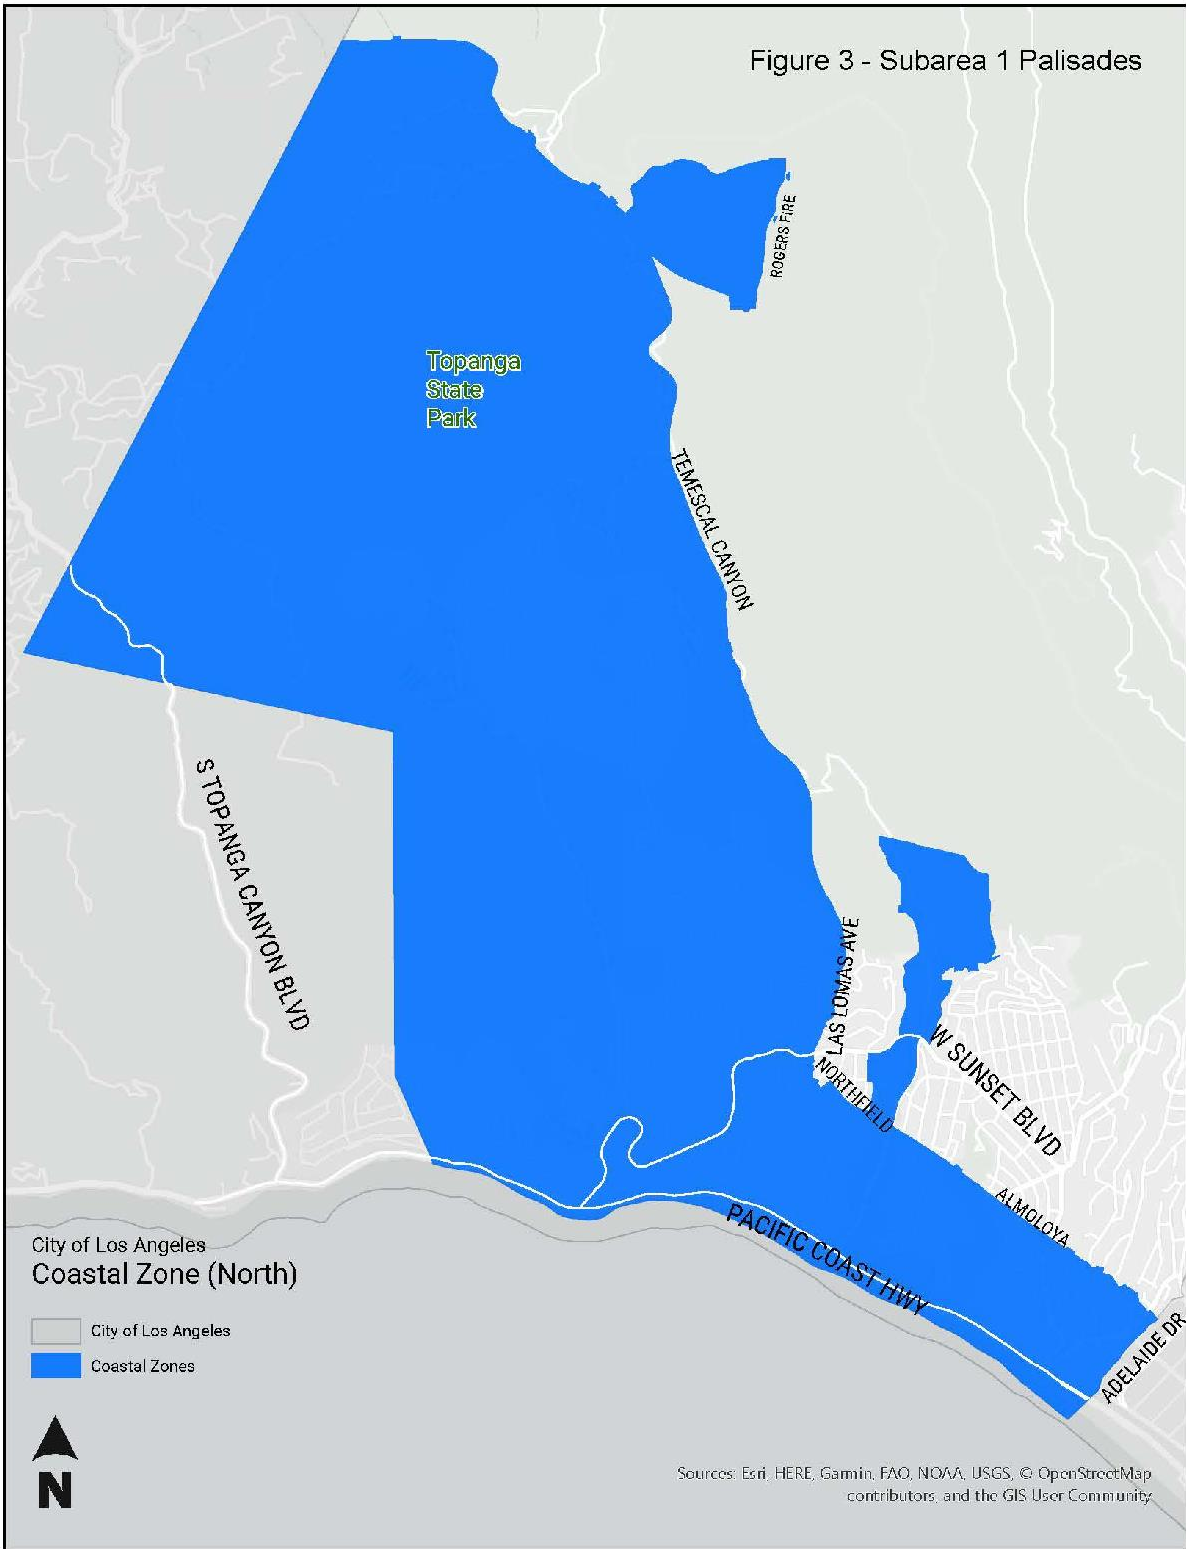 Figure 3 - Subarea 1 Palisades
ROGERS FIRE
Topanga
State
Park
TEMESCAL CANYON
S TOPANGA CANYON BLVD
LAS LOMAS AVE
W SUNSET BLVD
NORTHFIELD
ALMOLOYA
PACIFIC COAST HWY
ADELAIDE DR
City of Los Angeles
Coastal Zone (North)
City of Los Angeles
Coastal Zones
N
Sources: Esri, HERE, Garmin, FAO, NOAA, USGS, © OpenStreetMap
contributors, and the GIS User Community